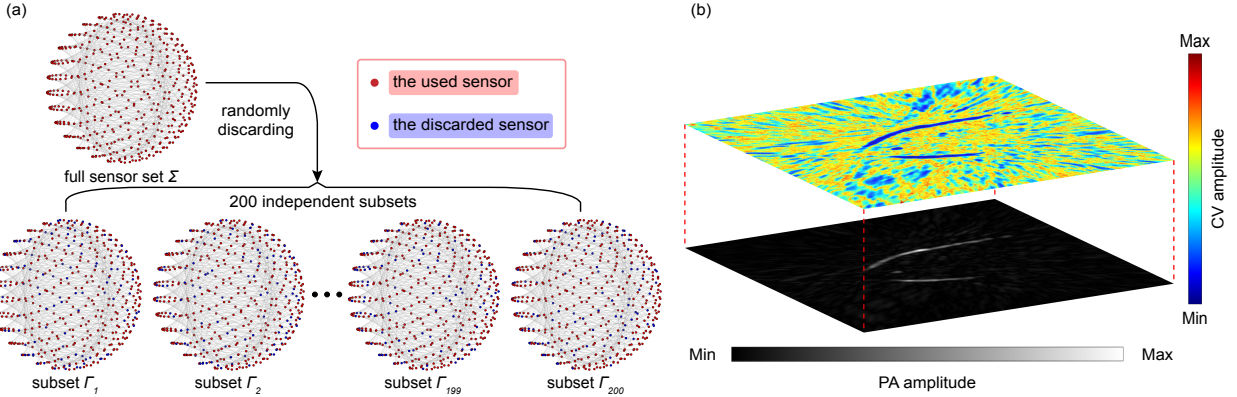 (a)
the used sensor
the discarded sensor
randomly
discarding
full sensor set Σ
200 independent subsets
subset Γ1
subset Γ2
subset Γ199
subset Γ200
(b)
Max
CV amplitude
Min
Min
Max
PA amplitude